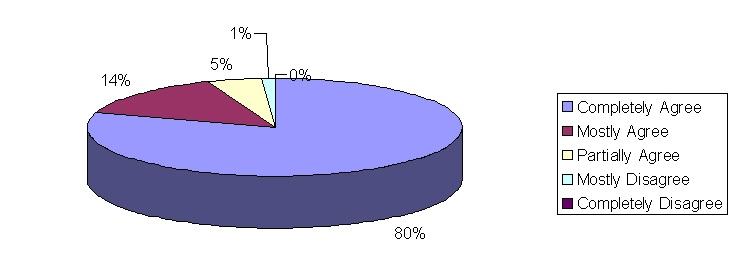 1%
0%
5%
14%
80%
Completely Agree
Mostly Agree
Partially Agree
Mostly Disagree
Completely Disagree